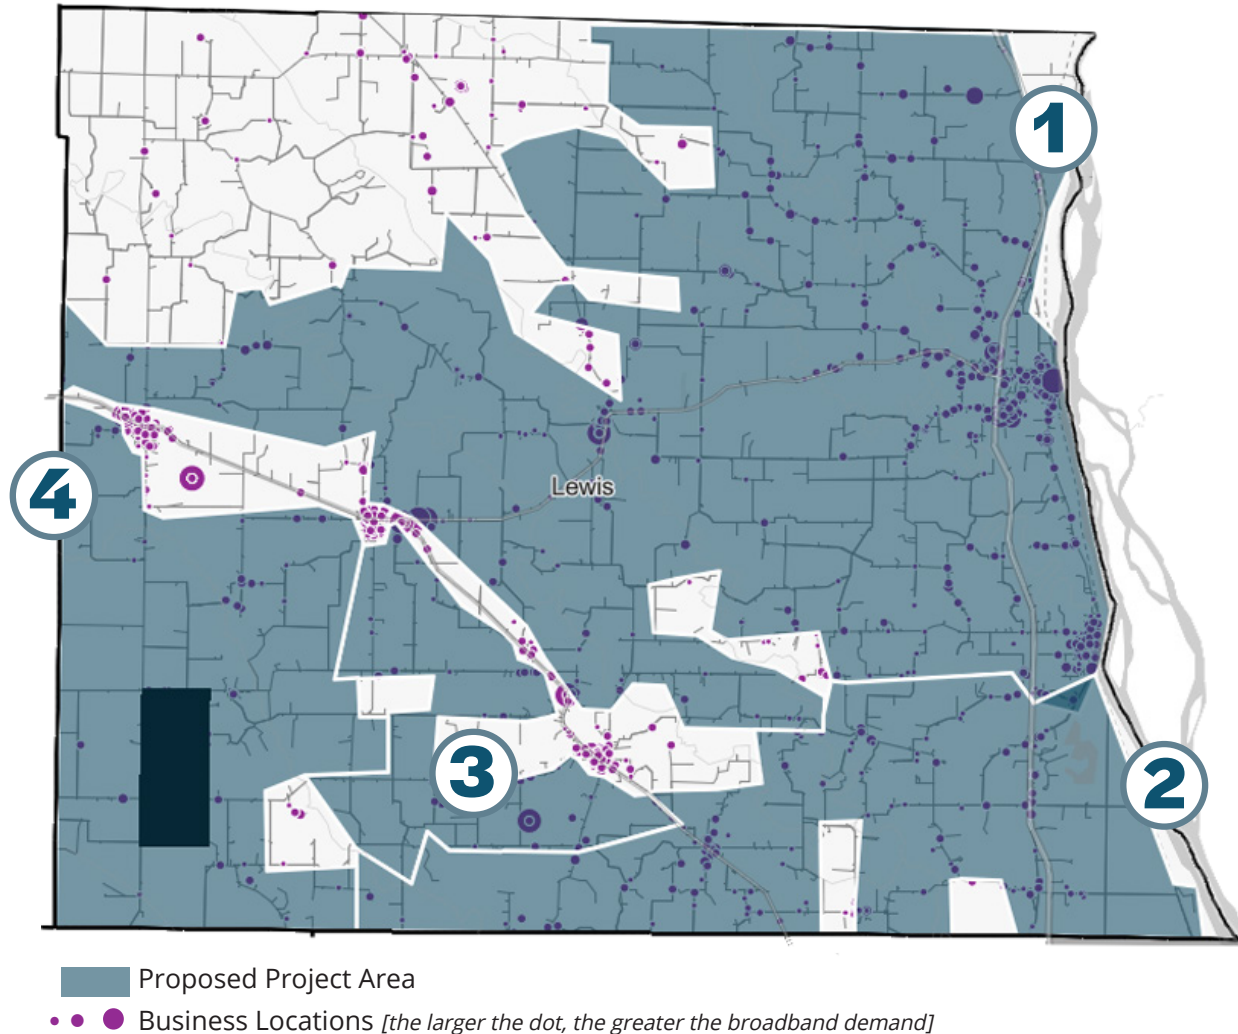 1
4
Lewis
3
2
Proposed Project Area
Business Locations [the larger the dot, the greater the broadband demand]